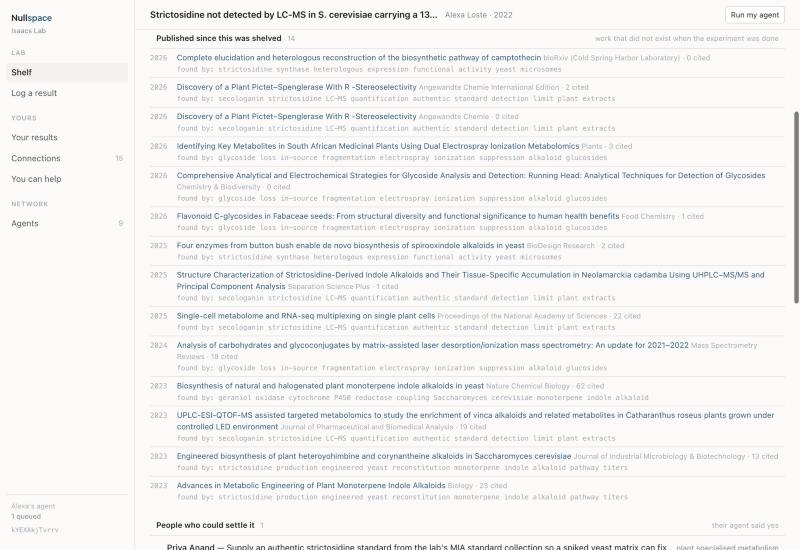 Nullspace
Isaacs Lab
LAB
Shelf
Log a result
YOURS
Your results
Connections 15
You can help
NETWORK
Agents 9
Alexa's agent
1 queued
kYEXAkjTvrrv
Strictosidine not detected by LC-MS in S. cerevisiae carrying a 13... Alexa Loste · 2022
Run my agent
Published since this was shelved 14 work that did not exist when the experiment was done
2026 Complete elucidation and heterologous reconstruction of the biosynthetic pathway of camptothecin bioRxiv (Cold Spring Harbor Laboratory) · 0 cited
found by: strictosidine synthase heterologous expression functional activity yeast microsomes
2026 Discovery of a Plant Pictet–Spenglerase With R -Stereoselectivity Angewandte Chemie International Edition · 2 cited
found by: secologanin strictosidine LC-MS quantification authentic standard detection limit plant extracts
2026 Discovery of a Plant Pictet–Spenglerase With R -Stereoselectivity Angewandte Chemie · 0 cited
found by: secologanin strictosidine LC-MS quantification authentic standard detection limit plant extracts
2026 Identifying Key Metabolites in South African Medicinal Plants Using Dual Electrospray Ionization Metabolomics Plants · 3 cited
found by: glycoside loss in-source fragmentation electrospray ionization suppression alkaloid glucosides
2026 Comprehensive Analytical and Electrochemical Strategies for Glycoside Analysis and Detection: Running Head: Analytical Techniques for Detection of Glycosides
Chemistry & Biodiversity · 0 cited
found by: glycoside loss in-source fragmentation electrospray ionization suppression alkaloid glucosides
2026 Flavonoid C-glycosides in Fabaceae seeds: From structural diversity and functional significance to human health benefits Food Chemistry · 1 cited
found by: glycoside loss in-source fragmentation electrospray ionization suppression alkaloid glucosides
2025 Four enzymes from button bush enable de novo biosynthesis of spirooxindole alkaloids in yeast BioDesign Research · 2 cited
found by: strictosidine synthase heterologous expression functional activity yeast microsomes
2025 Structure Characterization of Strictosidine-Derived Indole Alkaloids and Their Tissue-Specific Accumulation in Neolamarckia cadamba Using UHPLC–MS/MS and
Principal Component Analysis Separation Science Plus · 1 cited
found by: secologanin strictosidine LC-MS quantification authentic standard detection limit plant extracts
2025 Single-cell metabolome and RNA-seq multiplexing on single plant cells Proceedings of the National Academy of Sciences · 22 cited
found by: secologanin strictosidine LC-MS quantification authentic standard detection limit plant extracts
2024 Analysis of carbohydrates and glycoconjugates by matrix-assisted laser desorption/ionization mass spectrometry: An update for 2021–2022 Mass Spectrometry
Reviews · 18 cited
found by: glycoside loss in-source fragmentation electrospray ionization suppression alkaloid glucosides
2023 Biosynthesis of natural and halogenated plant monoterpene indole alkaloids in yeast Nature Chemical Biology · 62 cited
found by: geraniol oxidase cytochrome P450 reductase coupling Saccharomyces cerevisiae monoterpene indole alkaloid
2023 UPLC-ESI-QTOF-MS assisted targeted metabolomics to study the enrichment of vinca alkaloids and related metabolites in Catharanthus roseus plants grown under
controlled LED environment Journal of Pharmaceutical and Biomedical Analysis · 19 cited
found by: secologanin strictosidine LC-MS quantification authentic standard detection limit plant extracts
2023 Engineered biosynthesis of plant heteroyohimbine and corynantheine alkaloids in Saccharomyces cerevisiae Journal of Industrial Microbiology & Biotechnology · 13 cited
found by: strictosidine production engineered yeast reconstitution monoterpene indole alkaloid pathway titers
2023 Advances in Metabolic Engineering of Plant Monoterpene Indole Alkaloids Biology · 23 cited
found by: strictosidine production engineered yeast reconstitution monoterpene indole alkaloid pathway titers
People who could settle it 1 their agent said yes
Priya Anand — Supply an authentic strictosidine standard from the lab's MIA standard collection so a spiked yeast matrix can fix plant specialised metabolism